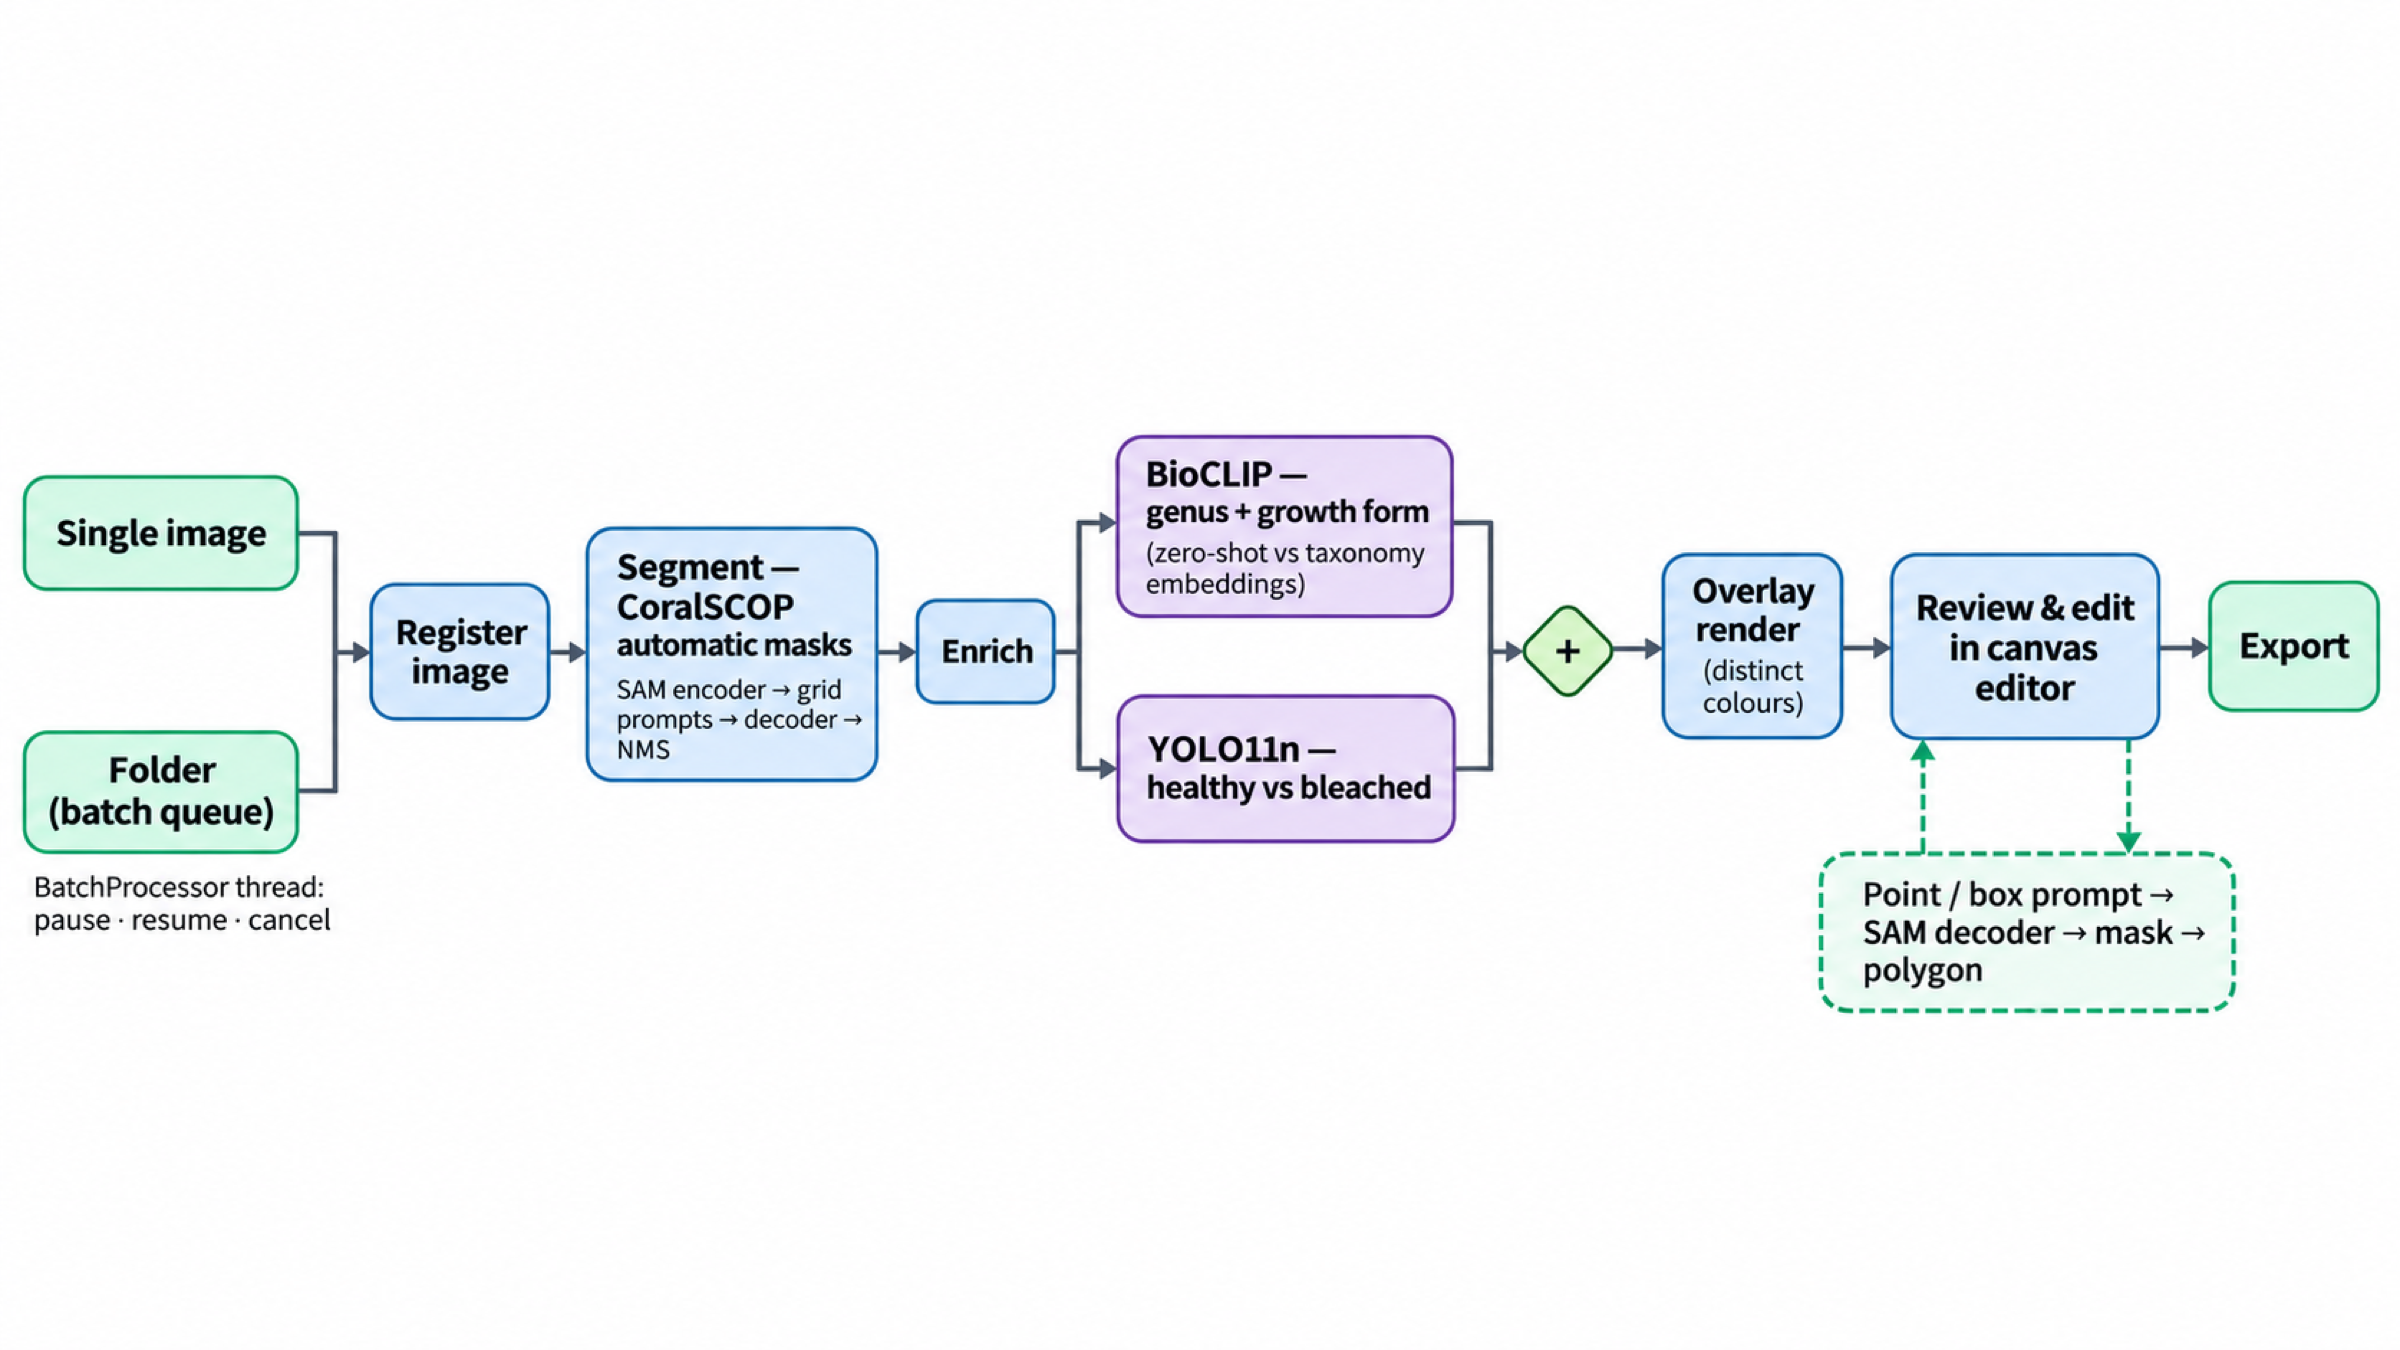 Single image
Folder
(batch queue)
BatchProcessor thread:
pause · resume · cancel
Register
image
Segment —
CoralSCOP
automatic masks
SAM encoder → grid
prompts → decoder →
NMS
Enrich
BioCLIP —
genus + growth form
(zero-shot vs taxonomy
embeddings)
YOLO11n —
healthy vs bleached
+
Overlay
render
(distinct
colours)
Review & edit
in canvas
editor
Point / box prompt →
SAM decoder → mask →
polygon
Export